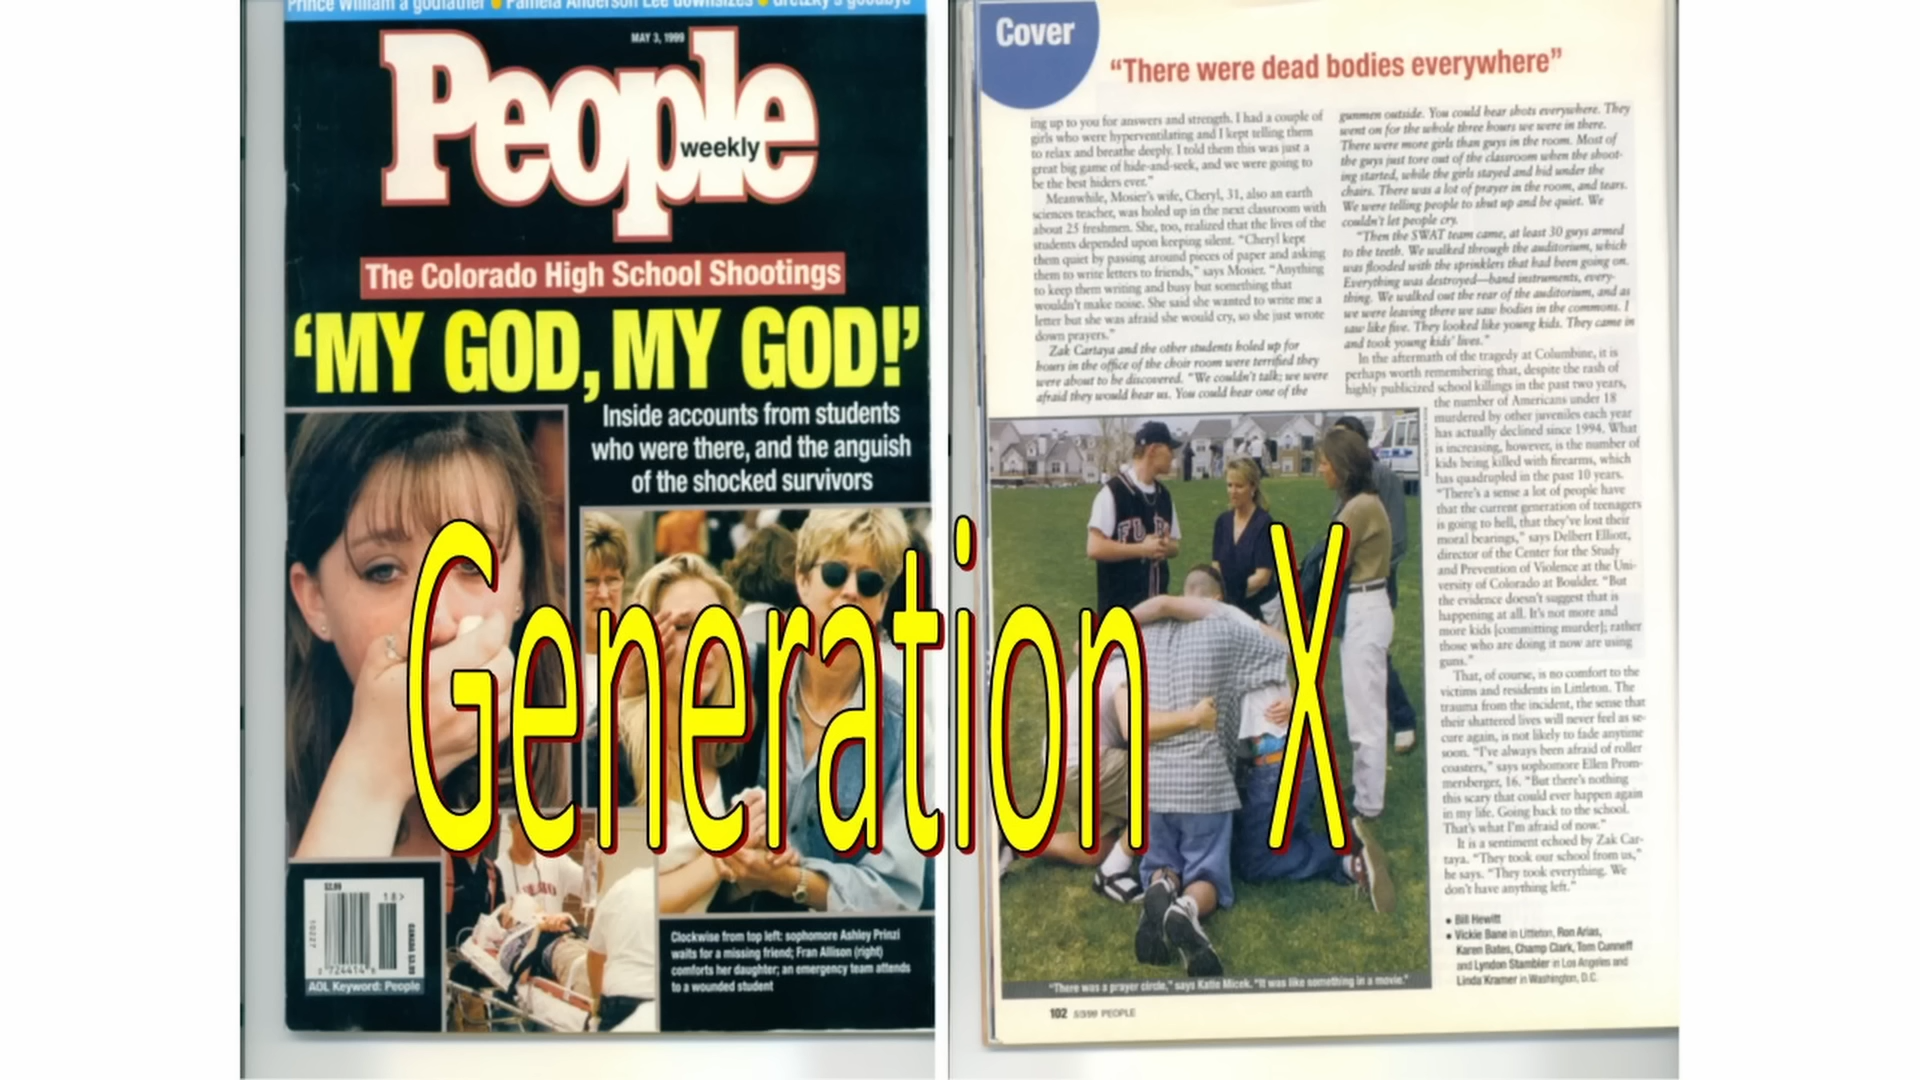 Prince William a godfather • Pamela Anderson Lee downsizes • Gretzky's goodbye
MAY 3, 1999
People
weekly
The Colorado High School Shootings
‘MY GOD, MY GOD!’
Inside accounts from students
who were there, and the anguish
of the shocked survivors
Generation X
$2.99
18>
AOL Keyword: People
Clockwise from top left: sophomore Ashley Prinzi
waits for a missing friend; Fran Allison (right)
comforts her daughter; an emergency team attends
to a wounded student
Cover
“There were dead bodies everywhere”
ing up to you for answers and strength. I had a couple of
girls who were hyperventilating and I kept telling them
to relax and breathe deeply. I told them this was just a
great big game of hide-and-seek, and we were going to
be the best hiders ever.”
Meanwhile, Mosier's wife, Cheryl, 31, also an earth
sciences teacher, was holed up in the next classroom with
about 25 freshmen. She, too, realized that the lives of the
students depended upon keeping silent. “Cheryl kept
them quiet by passing around pieces of paper and asking
them to write letters to friends,” says Mosier. “Anything
to keep them writing and busy but something that
wouldn't make noise. She said she wanted to write me a
letter but she was afraid she would cry, so she just wrote
down prayers.”
Zak Cartaya and the other students holed up for
hours in the office of the choir room were terrified they
were about to be discovered. “We couldn't talk; we were
afraid they would hear us. You could hear one of the
gunmen outside. You could hear shots everywhere. They
went on for the whole three hours we were in there.
There were more girls than guys in the room. Most of
the guys just tore out of the classroom when the shoot-
ing started, while the girls stayed and hid under the
chairs. There was a lot of prayer in the room, and tears.
We were telling people to shut up and be quiet. We
couldn't let people cry.
“Then the SWAT team came, at least 30 guys armed
to the teeth. We walked through the auditorium, which
was flooded with the sprinklers that had been going on.
Everything was destroyed—band instruments, every-
thing. We walked out the rear of the auditorium, and as
we were leaving there we saw bodies in the commons. I
saw like five. They looked like young kids. They came in
and took young kids' lives.”
In the aftermath of the tragedy at Columbine, it is
perhaps worth remembering that, despite the rash of
highly publicized school killings in the past two years,
the number of Americans under 18
murdered by other juveniles each year
has actually declined since 1994. What
is increasing, however, is the number of
kids being killed with firearms, which
has quadrupled in the past 10 years.
“There's a sense a lot of people have
that the current generation of teenagers
is going to hell, that they've lost their
moral bearings,” says Delbert Elliott,
director of the Center for the Study
and Prevention of Violence at the Uni-
versity of Colorado at Boulder. “But
the evidence doesn't suggest that is
happening at all. It's not more and
more kids [committing murder]; rather
those who are doing it now are using
guns.”
That, of course, is no comfort to the
victims and residents in Littleton. The
trauma from the incident, the sense that
their shattered lives will never feel as se-
cure again, is not likely to fade anytime
soon. “I've always been afraid of roller
coasters,” says sophomore Ellen Prom-
mersberger, 16. “But there's nothing
this scary that could ever happen again
in my life. Going back to the school.
That's what I'm afraid of now.”
It is a sentiment echoed by Zak Car-
taya. “They took our school from us,”
he says. “They took everything. We
don't have anything left.”
• Bill Hewitt
• Vickie Bane in Littleton, Ron Arias,
Karen Bates, Champ Clark, Tom Cunneff
and Lyndon Stambler in Los Angeles and
Linda Kramer in Washington, D.C.
“There was a prayer circle,” says Katie Micek. “It was like something in a movie.”
102 5/3/99 PEOPLE